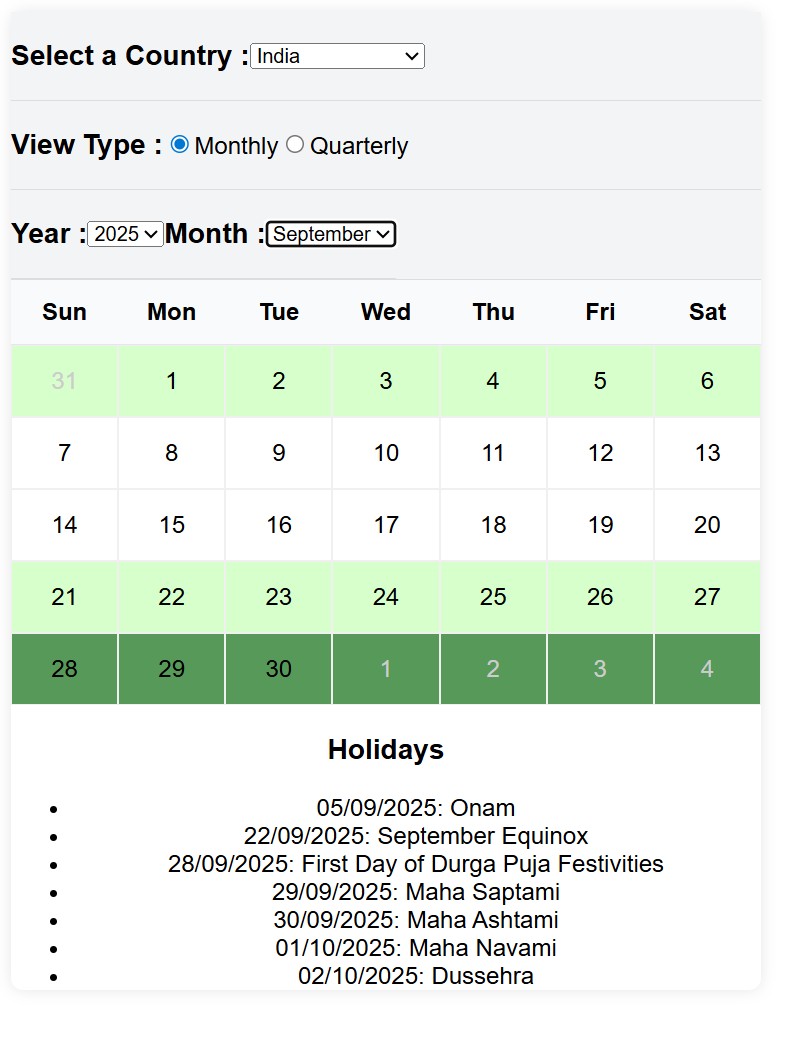 Select a Country : India
View Type : Monthly Quarterly
Year : 2025 Month : September
Sun Mon Tue Wed Thu Fri Sat
31 1 2 3 4 5 6
7 8 9 10 11 12 13
14 15 16 17 18 19 20
21 22 23 24 25 26 27
28 29 30 1 2 3 4
Holidays
05/09/2025: Onam
22/09/2025: September Equinox
28/09/2025: First Day of Durga Puja Festivities
29/09/2025: Maha Saptami
30/09/2025: Maha Ashtami
01/10/2025: Maha Navami
02/10/2025: Dussehra